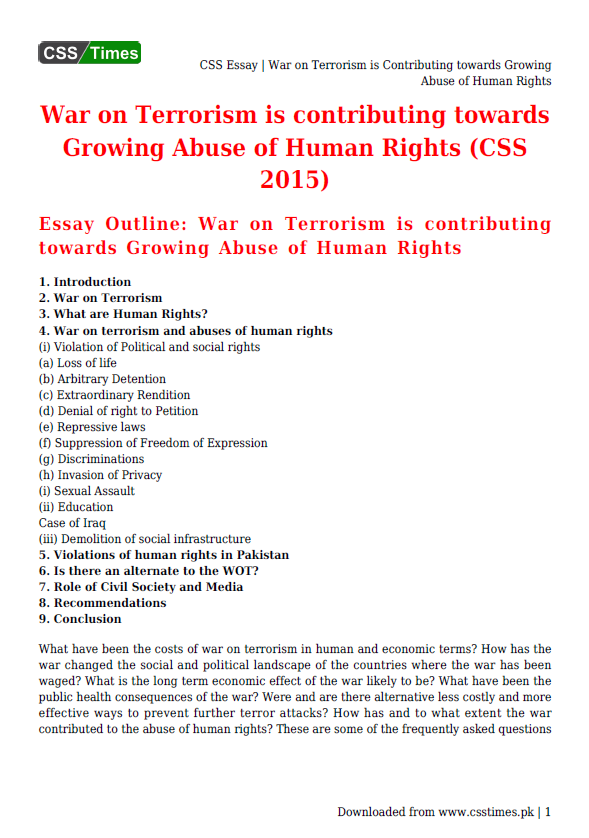 CSS Times
CSS Essay | War on Terrorism is Contributing towards Growing
Abuse of Human Rights
War on Terrorism is contributing towards
Growing Abuse of Human Rights (CSS
2015)
Essay Outline: War on Terrorism is contributing
towards Growing Abuse of Human Rights
1. Introduction
2. War on Terrorism
3. What are Human Rights?
4. War on terrorism and abuses of human rights
(i) Violation of Political and social rights
(a) Loss of life
(b) Arbitrary Detention
(c) Extraordinary Rendition
(d) Denial of right to Petition
(e) Repressive laws
(f) Suppression of Freedom of Expression
(g) Discriminations
(h) Invasion of Privacy
(i) Sexual Assault
(ii) Education
Case of Iraq
(iii) Demolition of social infrastructure
5. Violations of human rights in Pakistan
6. Is there an alternate to the WOT?
7. Role of Civil Society and Media
8. Recommendations
9. Conclusion
What have been the costs of war on terrorism in human and economic terms? How has the
war changed the social and political landscape of the countries where the war has been
waged? What is the long term economic effect of the war likely to be? What have been the
public health consequences of the war? Were and are there alternative less costly and more
effective ways to prevent further terror attacks? How has and to what extent the war
contributed to the abuse of human rights? These are some of the frequently asked questions
Downloaded from www.csstimes.pk | 1